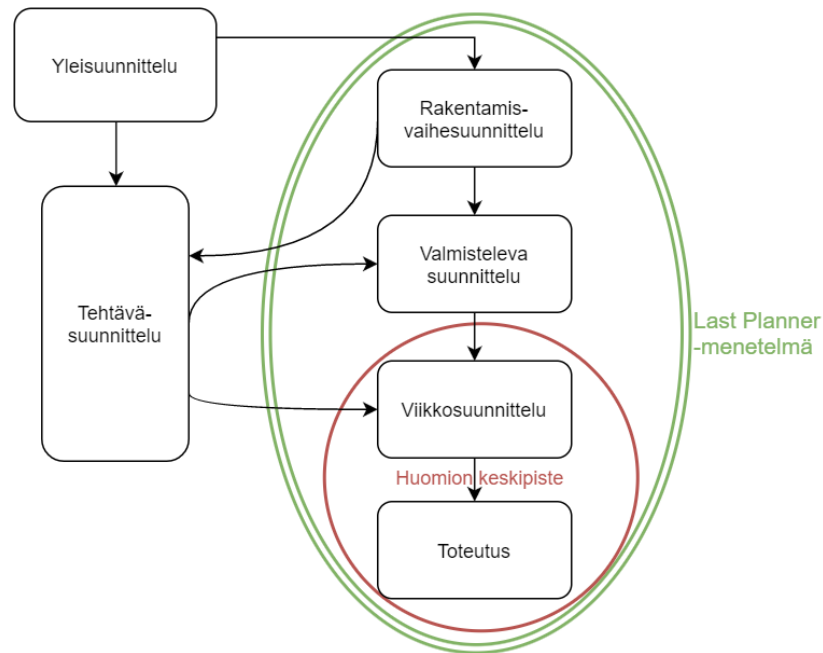 Yleisuunnittelu
Rakentamis-
vaihesuunnittelu
Valmisteleva
suunnittelu
Tehtävä-
suunnittelu
Last Planner
-menetelmä
Viikkosuunnittelu
Huomion keskipiste
Toteutus